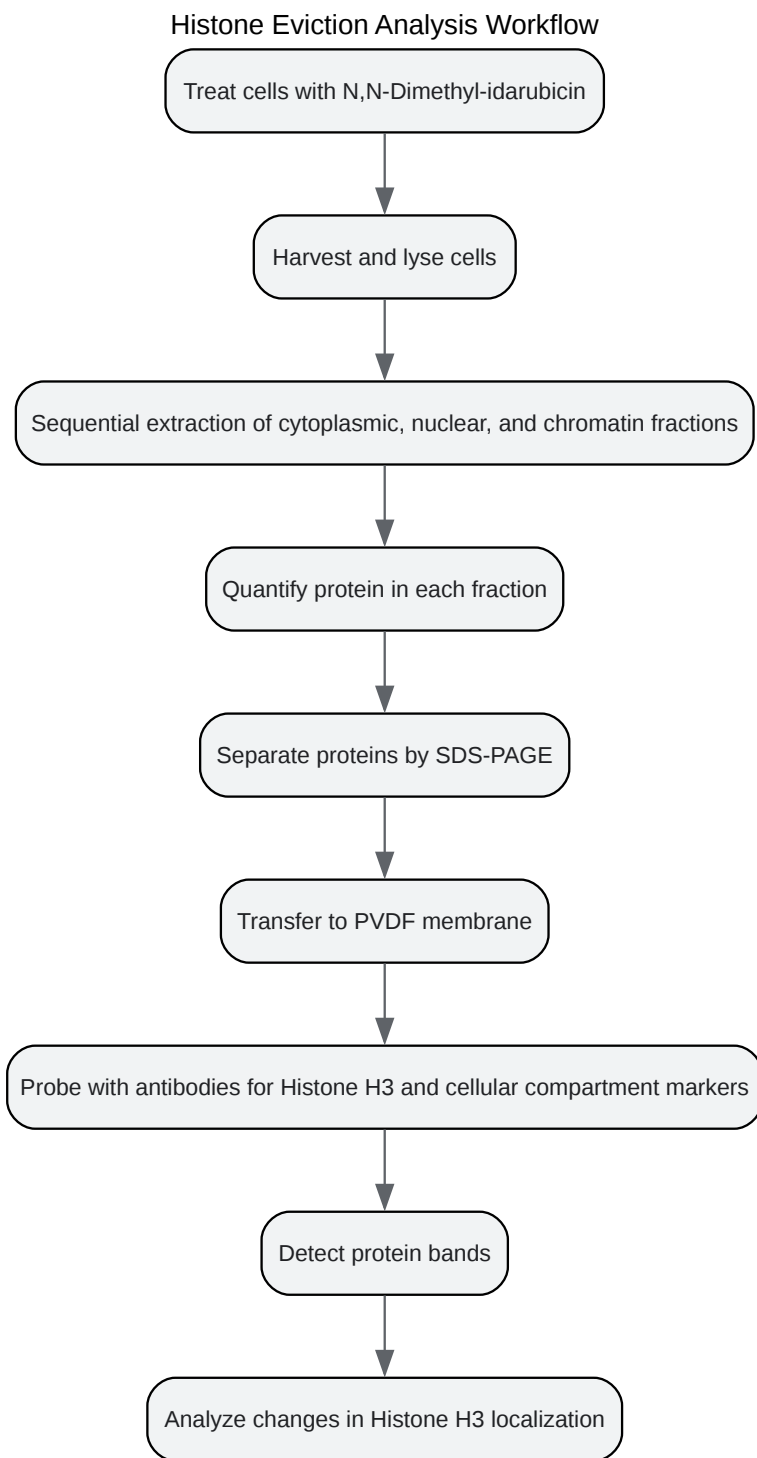 Histone Eviction Analysis Workflow
Treat cells with N,N-Dimethyl-idarubicin
Harvest and lyse cells
Sequential extraction of cytoplasmic, nuclear, and chromatin fractions
Quantify protein in each fraction
Separate proteins by SDS-PAGE
Transfer to PVDF membrane
Probe with antibodies for Histone H3 and cellular compartment markers
Detect protein bands
Analyze changes in Histone H3 localization